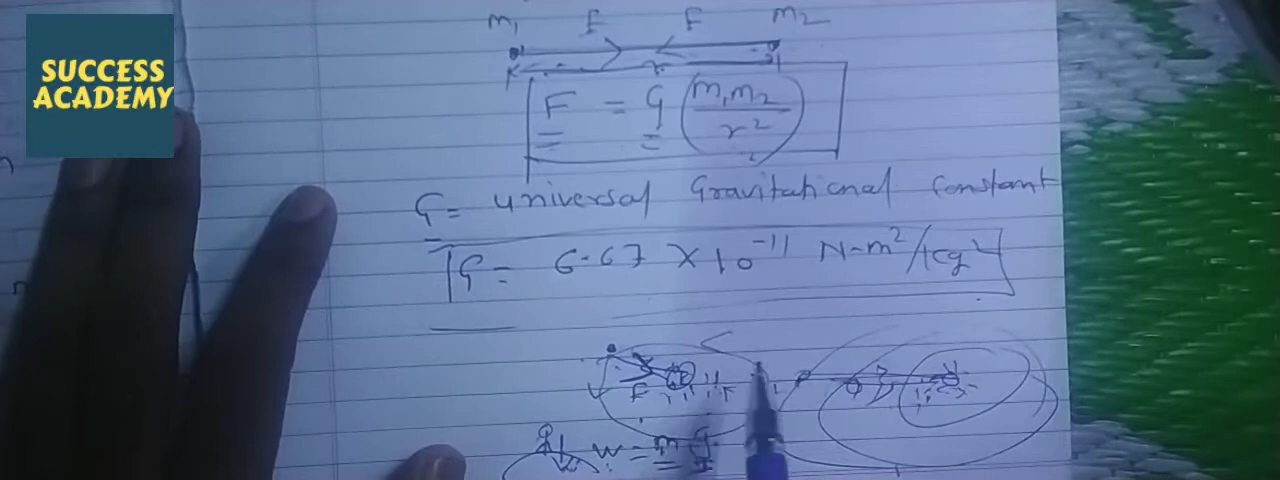 SUCCESS
ACADEMY
m1 F F m2
r
F = G (m1m2/r²)
G = universal Gravitational Constant
G = 6.67 × 10⁻¹¹ N-m²/kg²
F
W = mg